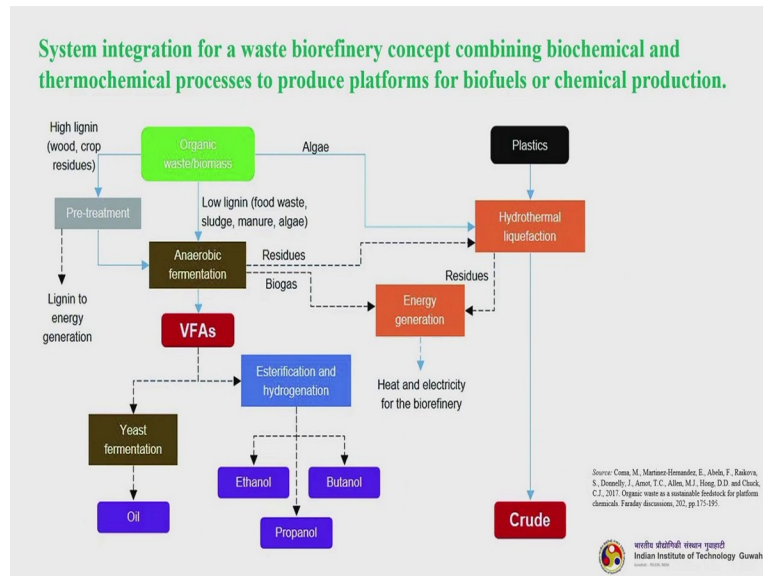 System integration for a waste biorefinery concept combining biochemical and
thermochemical processes to produce platforms for biofuels or chemical production.
High lignin
(wood, crop
residues)
Organic
waste/biomass
Algae
Plastics
Pre-treatment
Low lignin (food waste,
sludge, manure, algae)
Hydrothermal
liquefaction
Anaerobic
fermentation
Residues
Biogas
Residues
Lignin to
energy
generation
Energy
generation
VFAs
Esterification and
hydrogenation
Heat and electricity
for the biorefinery
Yeast
fermentation
Ethanol
Butanol
Oil
Propanol
Crude
Source: Coma, M., Martinez-Hernandez, E., Abeln, F., Raikova,
S., Donnelly, J., Arnot, T.C., Allen, M.J., Hong, D.D. and Chuck,
C.J., 2017. Organic waste as a sustainable feedstock for platform
chemicals. Faraday discussions, 202, pp.175-195.
भारतीय प्रौद्योगिकी संस्थान गुवाहाटी
Indian Institute of Technology Guwah